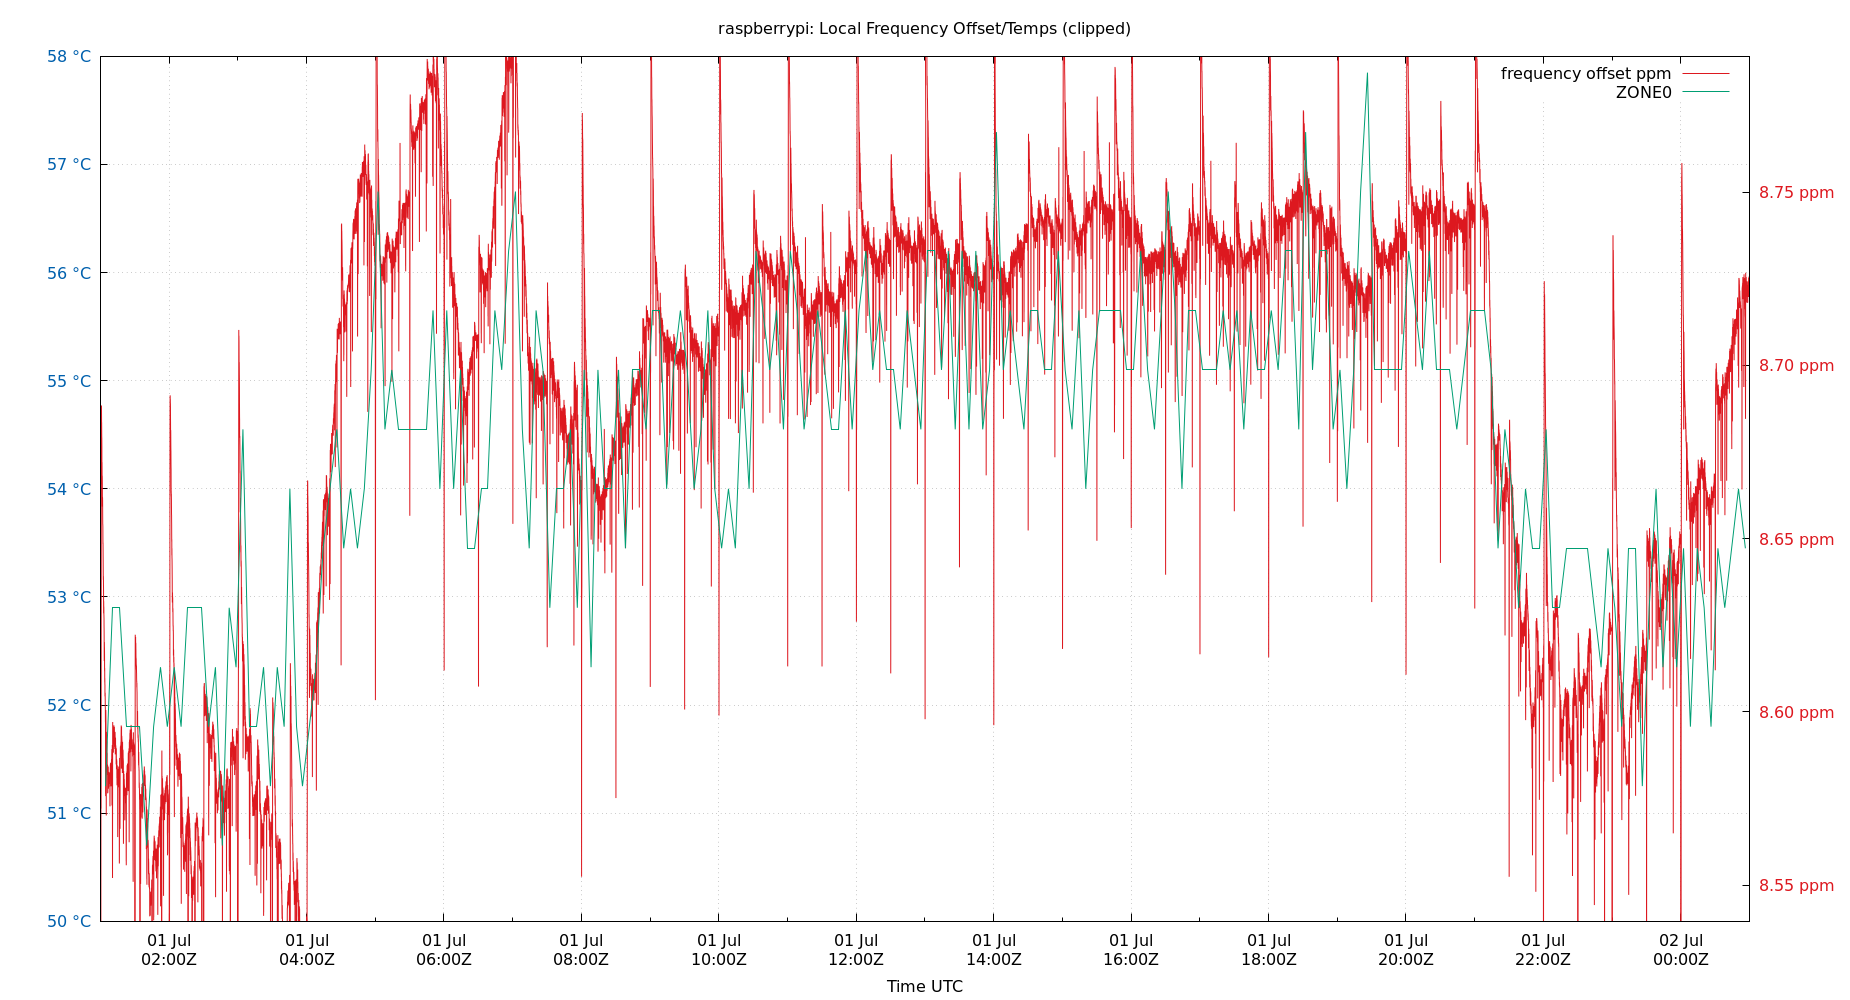 raspberrypi: Local Frequency Offset/Temps (clipped)
frequency offset ppm
ZONE0
58 °C
57 °C
56 °C
55 °C
54 °C
53 °C
52 °C
51 °C
50 °C
8.75 ppm
8.70 ppm
8.65 ppm
8.60 ppm
8.55 ppm
01 Jul
02:00Z
01 Jul
04:00Z
01 Jul
06:00Z
01 Jul
08:00Z
01 Jul
10:00Z
01 Jul
12:00Z
01 Jul
14:00Z
01 Jul
16:00Z
01 Jul
18:00Z
01 Jul
20:00Z
01 Jul
22:00Z
02 Jul
00:00Z
Time UTC